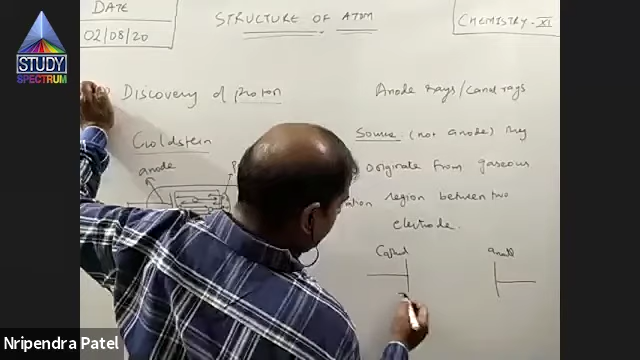 DATE
02/08/20
STRUCTURE OF ATOM
CHEMISTRY - XI
STUDY
SPECTRUM
Discovery of proton
Anode rays/Canal rays
Goldstein
Source (not anode) They
anode
originate from gaseous
region between two
electrode.
Cathod
anode
Nripendra Patel